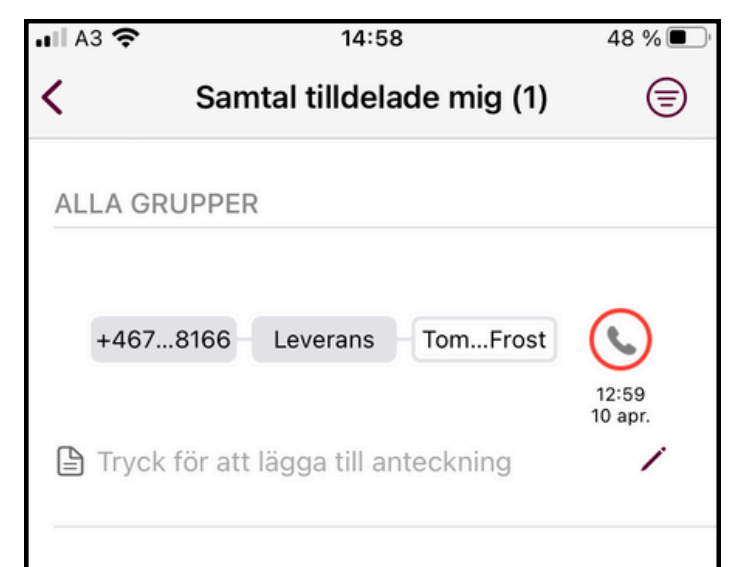 A3 14:58 48 %
Samtal tilldelade mig (1)
ALLA GRUPPER
+467...8166 Leverans Tom...Frost
12:59
10 apr.
Tryck för att lägga till anteckning